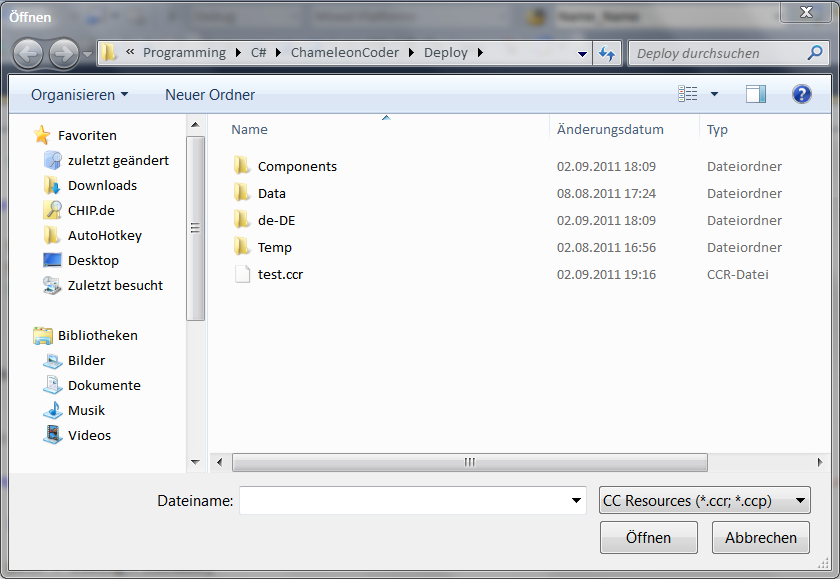 Öffnen
« Programming C# ChameleonCoder Deploy
Deploy durchsuchen
Organisieren Neuer Ordner
Name Änderungsdatum Typ
Favoriten
zuletzt geändert
Downloads
CHIP.de
AutoHotkey
Desktop
Zuletzt besucht
Bibliotheken
Bilder
Dokumente
Musik
Videos
Components 02.09.2011 18:09 Dateiordner
Data 08.08.2011 17:24 Dateiordner
de-DE 02.09.2011 18:09 Dateiordner
Temp 02.08.2011 16:56 Dateiordner
test.ccr 02.09.2011 19:16 CCR-Datei
Dateiname: CC Resources (*.ccr; *.ccp)
Öffnen Abbrechen